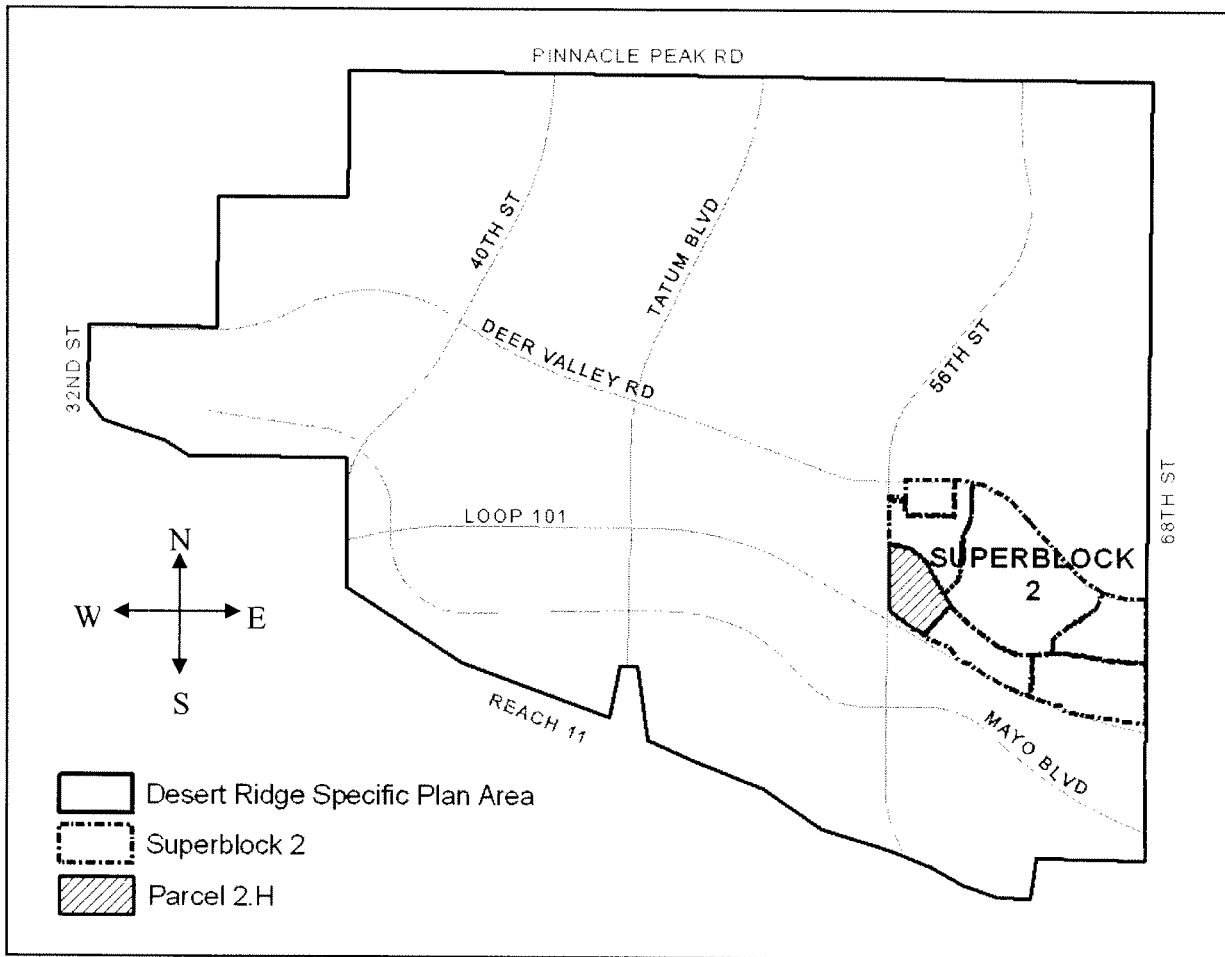 PINNACLE PEAK RD
40TH ST
TATUM BLVD
56TH ST
DEER VALLEY RD
32ND ST
68TH ST
LOOP 101
SUPERBLOCK
2
N
W
E
S
REACH 11
MAYO BLVD
Desert Ridge Specific Plan Area
Superblock 2
Parcel 2.H